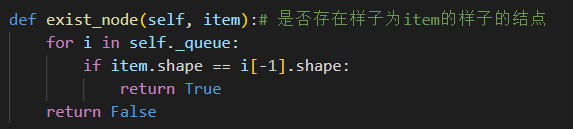 def exist_node(self, item):# 是否存在样子为item的样子的结点
    for i in self._queue:
        if item.shape == i[-1].shape:
            return True
    return False